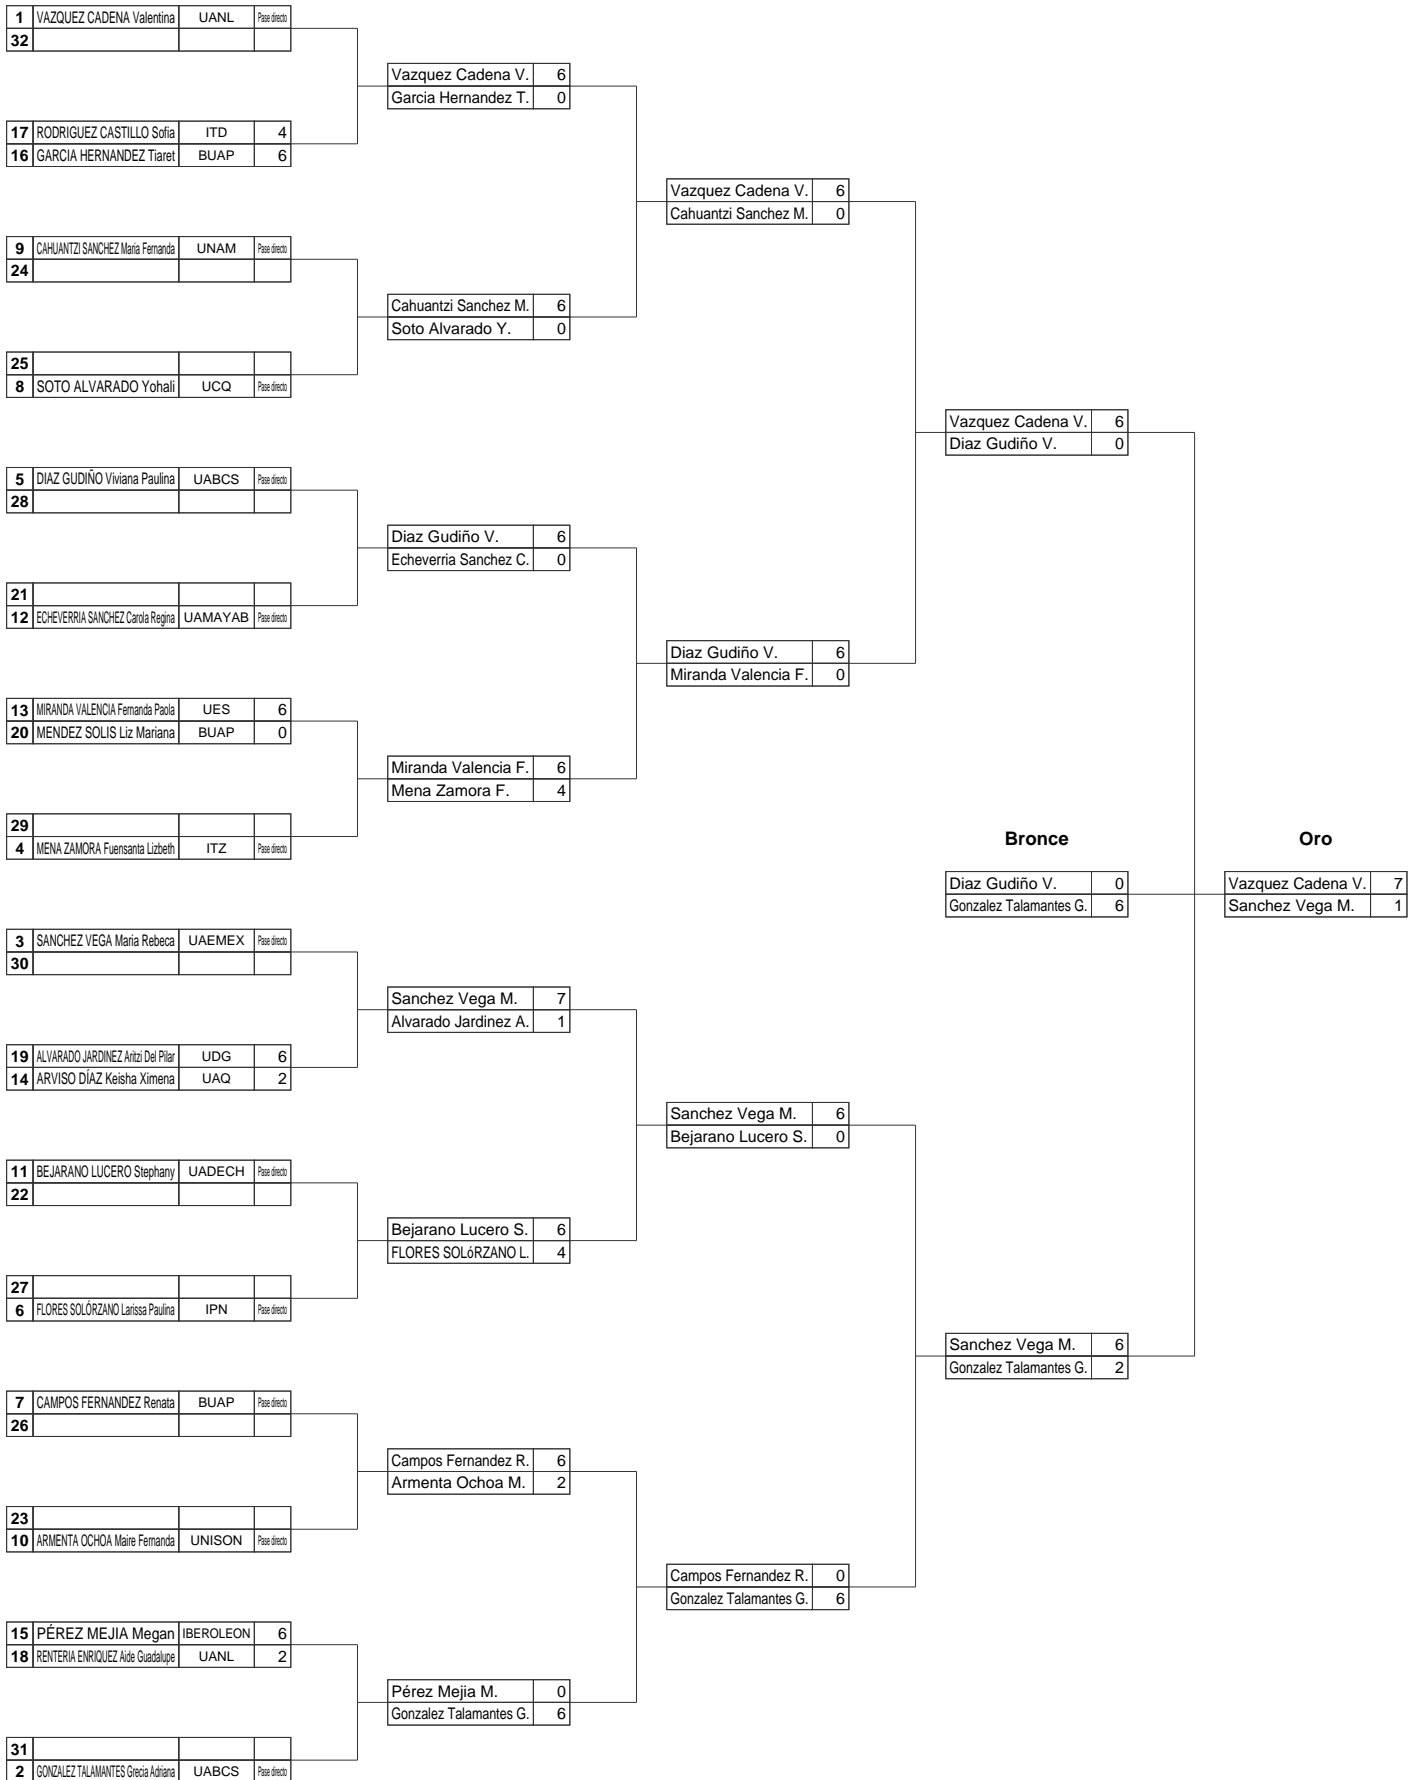 1 VAZQUEZ CADENA Valentina UANL Pase directo
32
Vazquez Cadena V. 6
Garcia Hernandez T. 0
17 RODRIGUEZ CASTILLO Sofia ITD 4
16 GARCIA HERNANDEZ Tiaret BUAP 6
Vazquez Cadena V. 6
Cahuantzi Sanchez M. 0
9 CAHUANTZI SANCHEZ Maria Fernanda UNAM Pase directo
24
Cahuantzi Sanchez M. 6
Soto Alvarado Y. 0
25
8 SOTO ALVARADO Yohali UCQ Pase directo
Vazquez Cadena V. 6
Diaz Gudiño V. 0
5 DIAZ GUDIÑO Viviana Paulina UABCS Pase directo
28
Diaz Gudiño V. 6
Echeverria Sanchez C. 0
21
12 ECHEVERRIA SANCHEZ Carola Regina UAMAYAB Pase directo
Diaz Gudiño V. 6
Miranda Valencia F. 0
13 MIRANDA VALENCIA Fernanda Paola UES 6
20 MENDEZ SOLIS Liz Mariana BUAP 0
Miranda Valencia F. 6
Mena Zamora F. 4
29
4 MENA ZAMORA Fuensanta Lizbeth ITZ Pase directo
Bronce Oro
Diaz Gudiño V. 0 Vazquez Cadena V. 7
Gonzalez Talamantes G. 6 Sanchez Vega M. 1
3 SANCHEZ VEGA Maria Rebeca UAEMEX Pase directo
30
Sanchez Vega M. 7
Alvarado Jardinez A. 1
19 ALVARADO JARDINEZ Aritzi Del Pilar UDG 6
14 ARVISO DÍAZ Keisha Ximena UAQ 2
Sanchez Vega M. 6
Bejarano Lucero S. 0
11 BEJARANO LUCERO Stephany UADECH Pase directo
22
Bejarano Lucero S. 6
FLORES SOLóRZANO L. 4
27
6 FLORES SOLÓRZANO Larissa Paulina IPN Pase directo
Sanchez Vega M. 6
Gonzalez Talamantes G. 2
7 CAMPOS FERNANDEZ Renata BUAP Pase directo
26
Campos Fernandez R. 6
Armenta Ochoa M. 2
23
10 ARMENTA OCHOA Maire Fernanda UNISON Pase directo
Campos Fernandez R. 0
Gonzalez Talamantes G. 6
15 PÉREZ MEJIA Megan IBEROLEON 6
18 RENTERIA ENRIQUEZ Aide Guadalupe UANL 2
Pérez Mejia M. 0
Gonzalez Talamantes G. 6
31
2 GONZALEZ TALAMANTES Grecia Adriana UABCS Pase directo